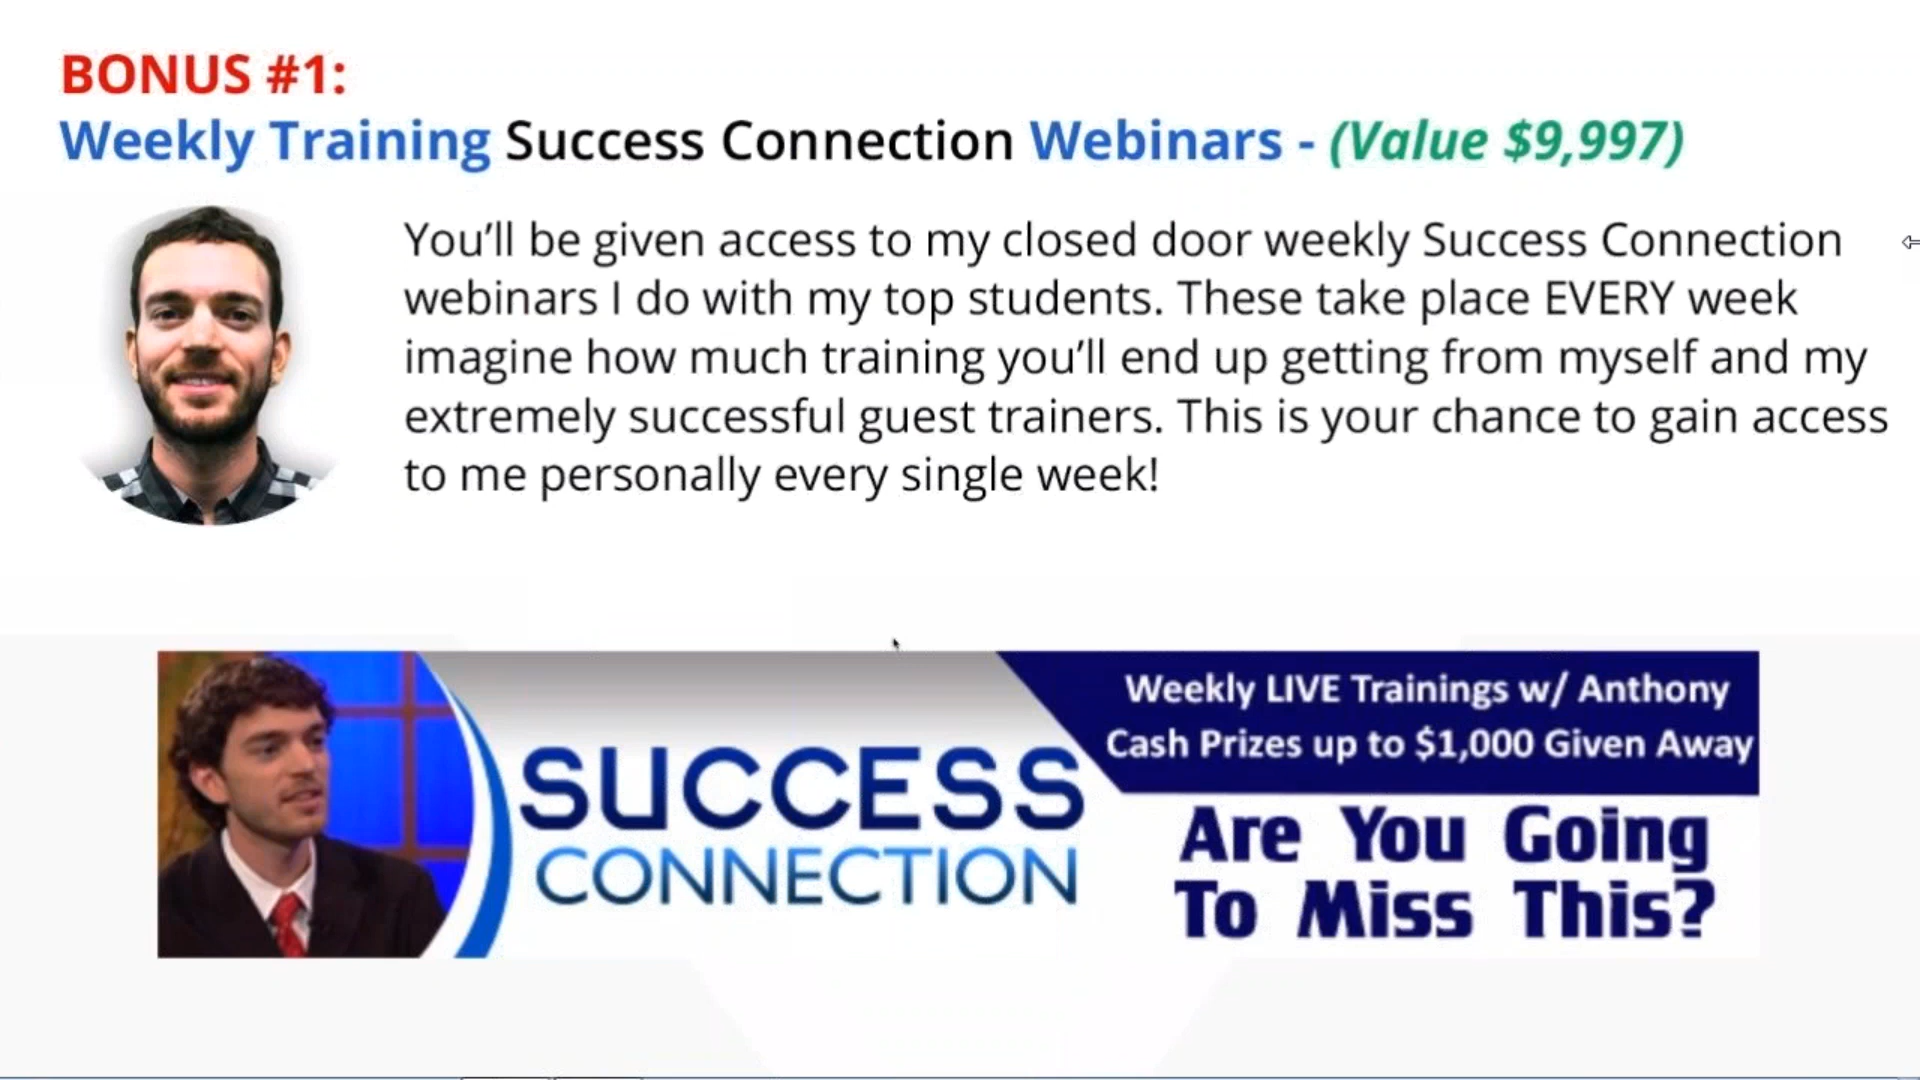 BONUS #1:
Weekly Training Success Connection Webinars - (Value $9,997)
You’ll be given access to my closed door weekly Success Connection
webinars I do with my top students. These take place EVERY week
imagine how much training you’ll end up getting from myself and my
extremely successful guest trainers. This is your chance to gain access
to me personally every single week!
Weekly LIVE Trainings w/ Anthony
Cash Prizes up to $1,000 Given Away
SUCCESS
CONNECTION
Are You Going
To Miss This?